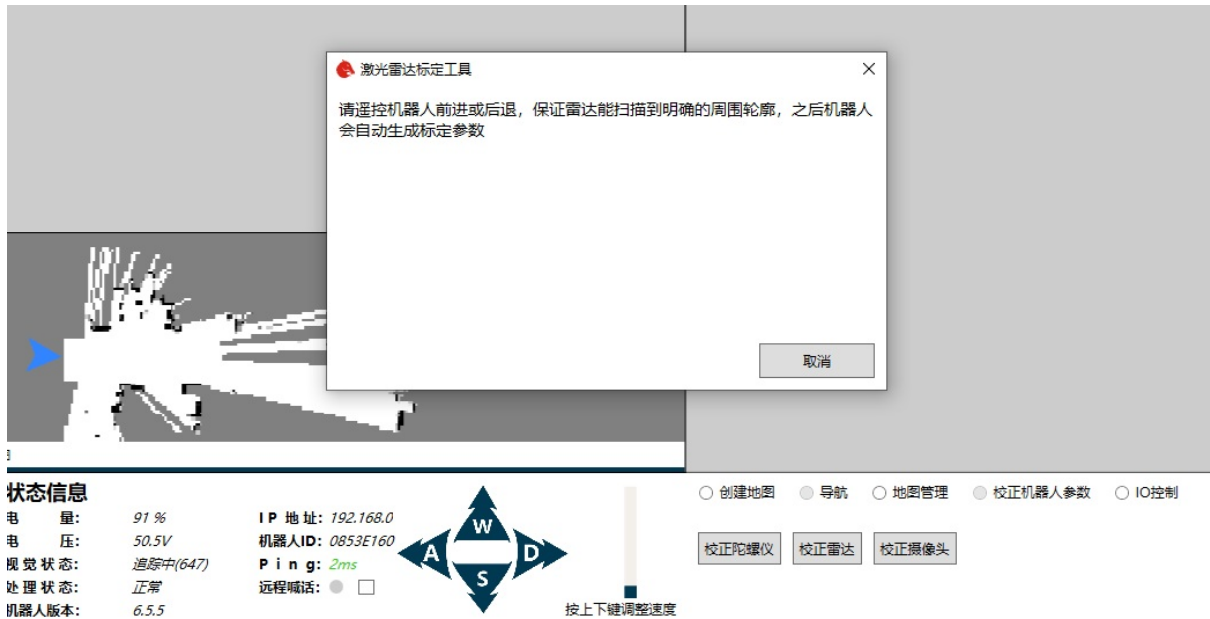 激光雷达标定工具
请遥控机器人前进或后退，保证雷达能扫描到明确的周围轮廓，之后机器人
会自动生成标定参数
取消
状态信息
电 量： 91 %
电 压： 50.5V
视觉状态： 追踪中(647)
处理状态： 正常
机器人版本： 6.5.5
IP 地址： 192.168.0
机器人ID： 0853E160
Ping： 2ms
远程喊话：
W
A
D
S
按上下键调整速度
创建地图 导航 地图管理 校正机器人参数 IO控制
校正陀螺仪 校正雷达 校正摄像头